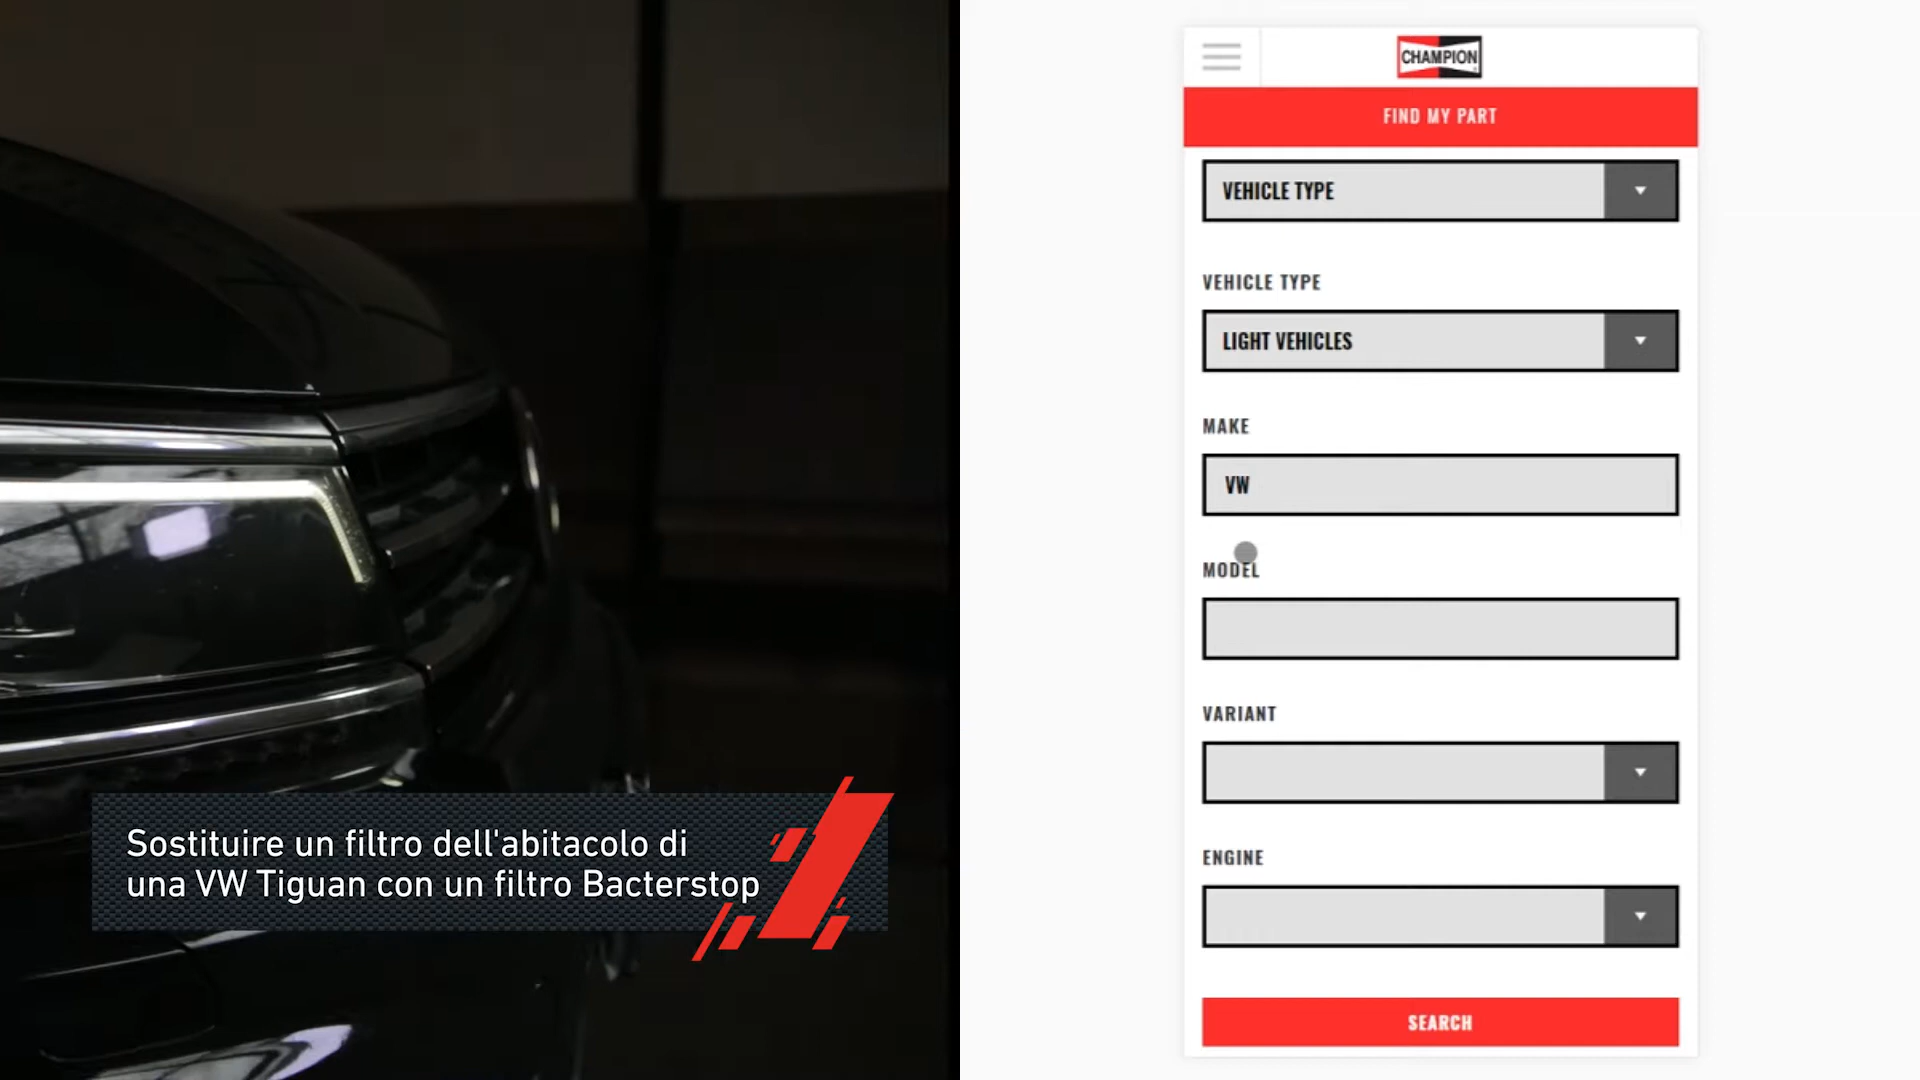 Sostituire un filtro dell'abitacolo di
una VW Tiguan con un filtro Bacterstop
CHAMPION
FIND MY PART
VEHICLE TYPE
VEHICLE TYPE
LIGHT VEHICLES
MAKE
VW
MODEL
VARIANT
ENGINE
SEARCH